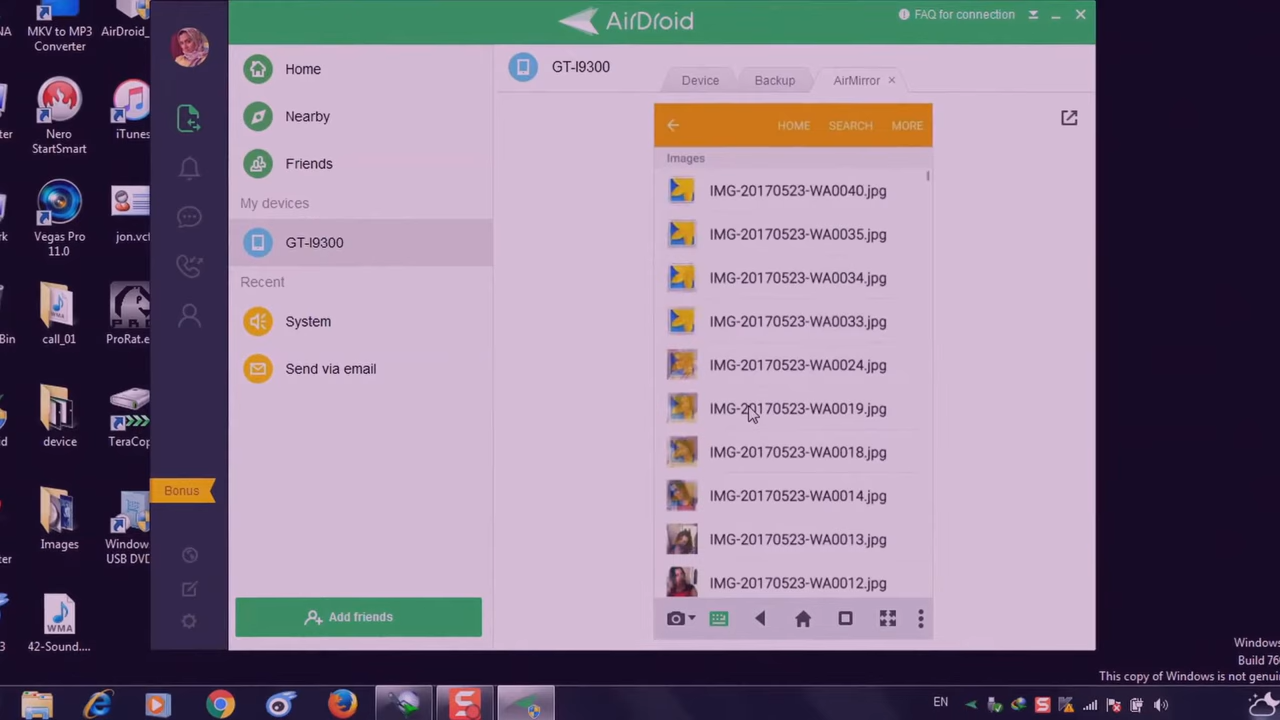 MKV to MP3
Converter
AirDroid_
Nero
StartSmart
iTunes
Vegas Pro
11.0
jon.vcf
call_01
ProRat.e
device
TeraCop
Images
Window
USB DVD
42-Sound....
WMA
AirDroid
FAQ for connection
Home
Nearby
Friends
My devices
GT-I9300
Recent
System
Send via email
Bonus
Add friends
GT-I9300
Device
Backup
AirMirror
HOME
SEARCH
MORE
Images
IMG-20170523-WA0040.jpg
IMG-20170523-WA0035.jpg
IMG-20170523-WA0034.jpg
IMG-20170523-WA0033.jpg
IMG-20170523-WA0024.jpg
IMG-20170523-WA0019.jpg
IMG-20170523-WA0018.jpg
IMG-20170523-WA0014.jpg
IMG-20170523-WA0013.jpg
IMG-20170523-WA0012.jpg
Windows
Build 76
This copy of Windows is not genui
EN